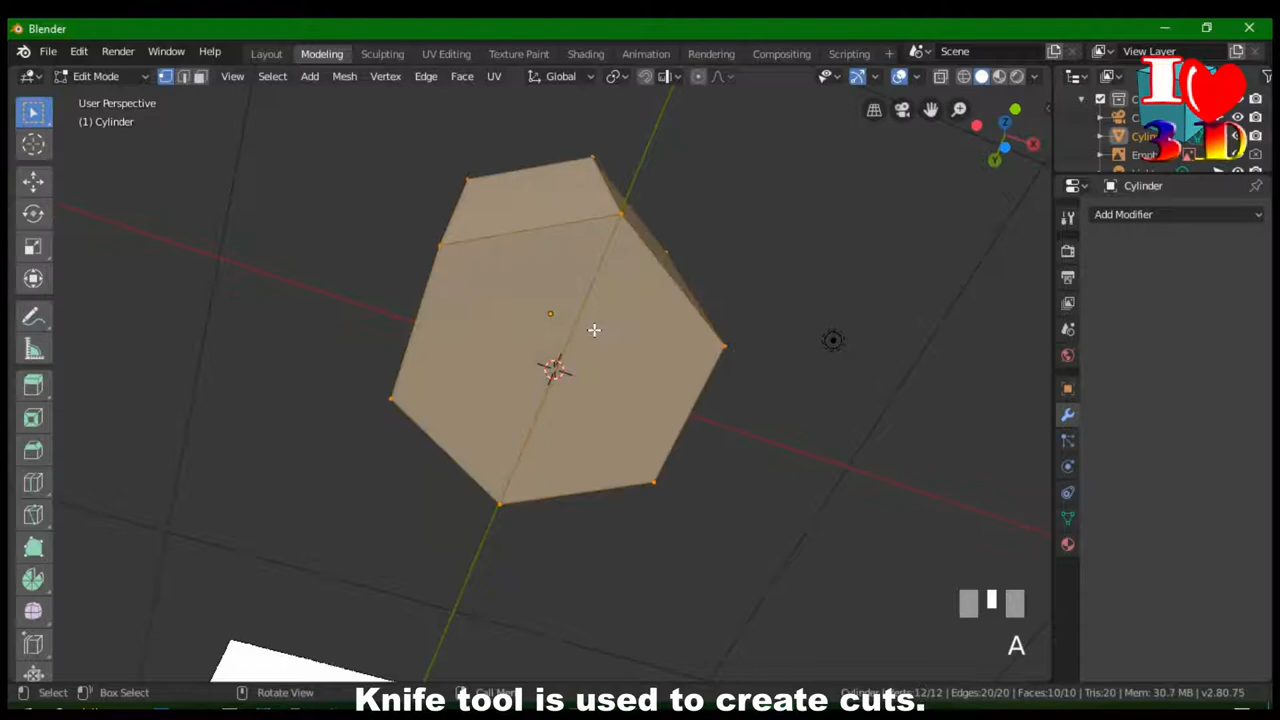 Blender
File Edit Render Window Help Layout Modeling Sculpting UV Editing Texture Paint Shading Animation Rendering Compositing Scripting + Scene View Layer
Edit Mode View Select Add Mesh Vertex Edge Face UV Global
User Perspective
(1) Cylinder
I
3D
Cylinder
Add Modifier
A
Select Box Select Rotate View
Edges:20/20 | Faces:10/10 | Tris:20 | Mem: 30.7 MB | v2.80.75
Knife tool is used to create cuts.